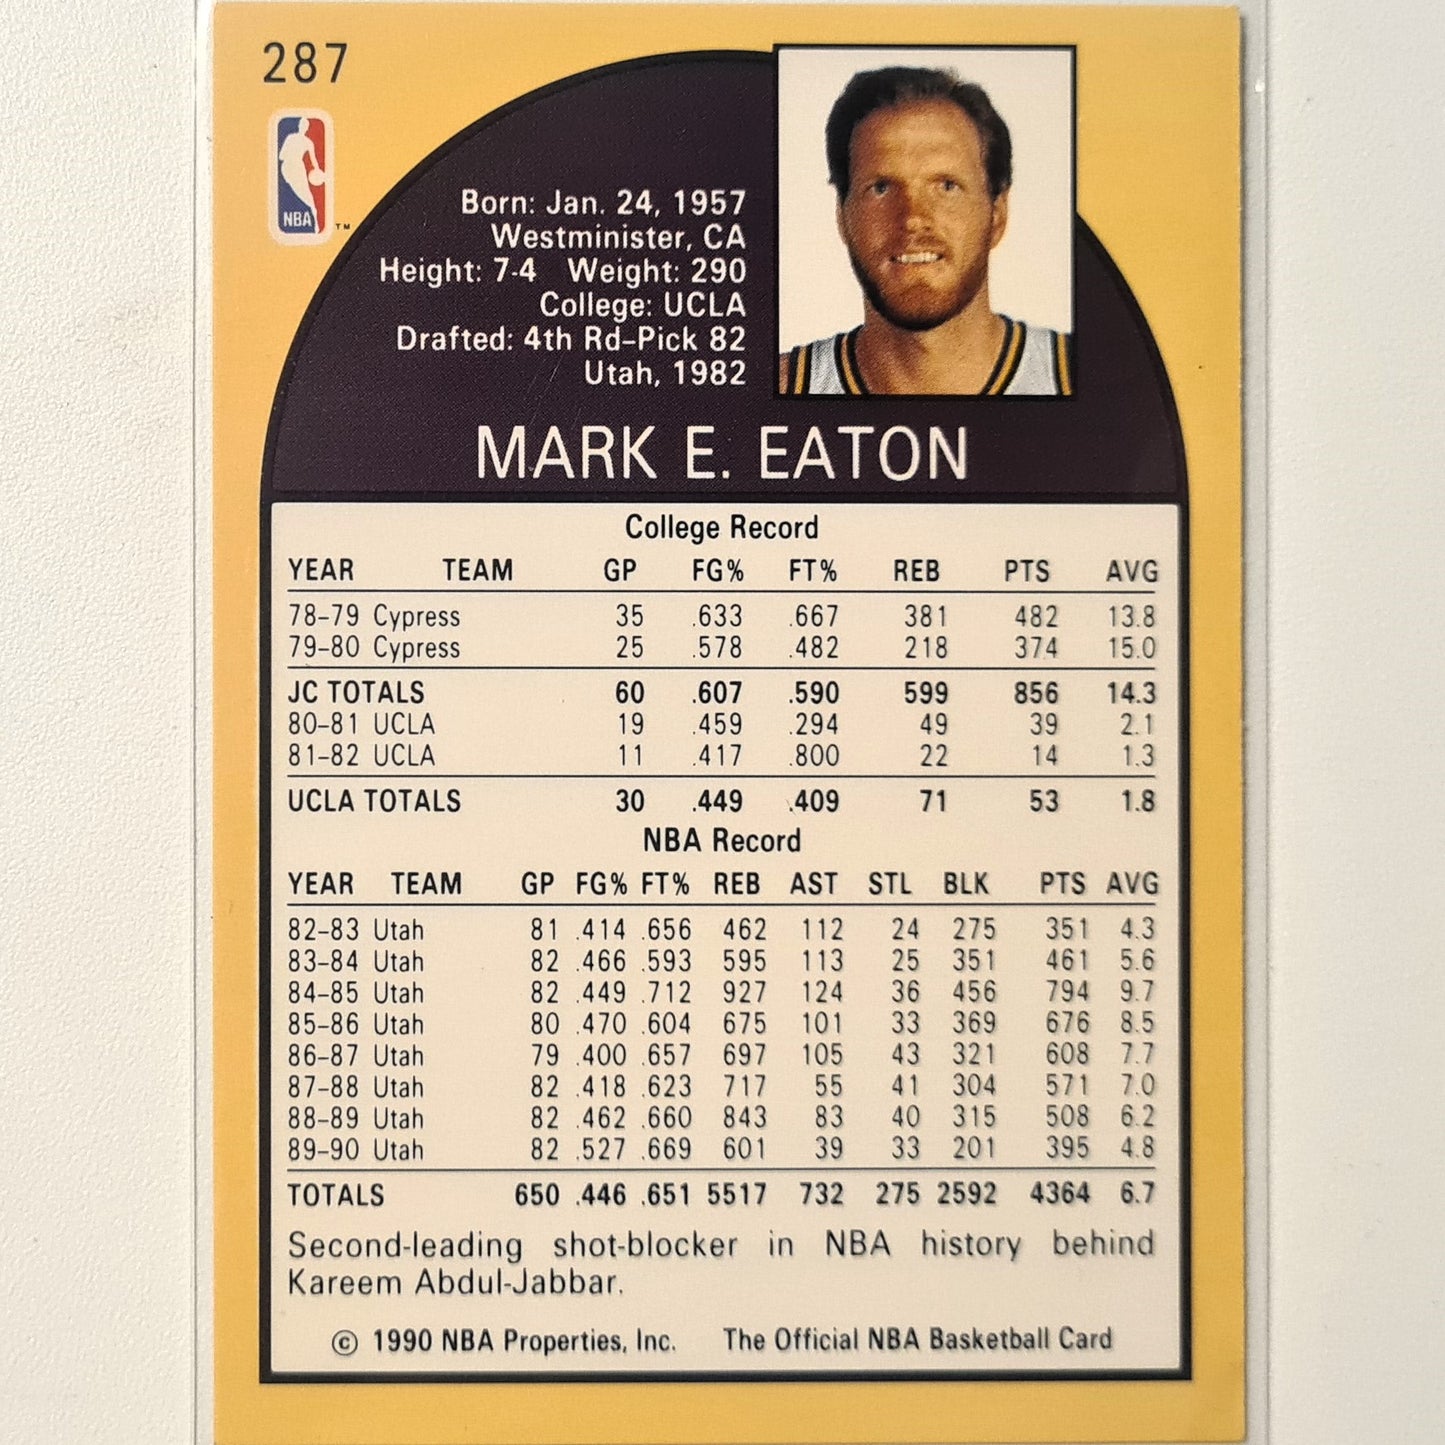 287
NBA
TM
Born: Jan. 24, 1957
Westminister, CA
Height: 7-4 Weight: 290
College: UCLA
Drafted: 4th Rd-Pick 82
Utah, 1982
MARK E. EATON
College Record
YEAR TEAM GP FG% FT% REB PTS AVG
78-79 Cypress 35 .633 .667 381 482 13.8
79-80 Cypress 25 .578 .482 218 374 15.0
JC TOTALS 60 .607 .590 599 856 14.3
80-81 UCLA 19 .459 .294 49 39 2.1
81-82 UCLA 11 .417 .800 22 14 1.3
UCLA TOTALS 30 .449 .409 71 53 1.8
NBA Record
YEAR TEAM GP FG% FT% REB AST STL BLK PTS AVG
82-83 Utah 81 .414 .656 462 112 24 275 351 4.3
83-84 Utah 82 .466 .593 595 113 25 351 461 5.6
84-85 Utah 82 .449 .712 927 124 36 456 794 9.7
85-86 Utah 80 .470 .604 675 101 33 369 676 8.5
86-87 Utah 79 .400 .657 697 105 43 321 608 7.7
87-88 Utah 82 .418 .623 717 55 41 304 571 7.0
88-89 Utah 82 .462 .660 843 83 40 315 508 6.2
89-90 Utah 82 .527 .669 601 39 33 201 395 4.8
TOTALS 650 .446 .651 5517 732 275 2592 4364 6.7
Second-leading shot-blocker in NBA history behind
Kareem Abdul-Jabbar.
© 1990 NBA Properties, Inc. The Official NBA Basketball Card